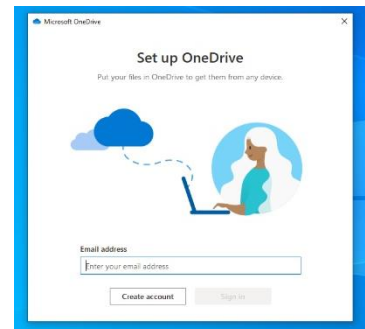 Microsoft OneDrive
Set up OneDrive
Put your files in OneDrive to get them from any device.
Email address
Enter your email address
Create account
Sign in